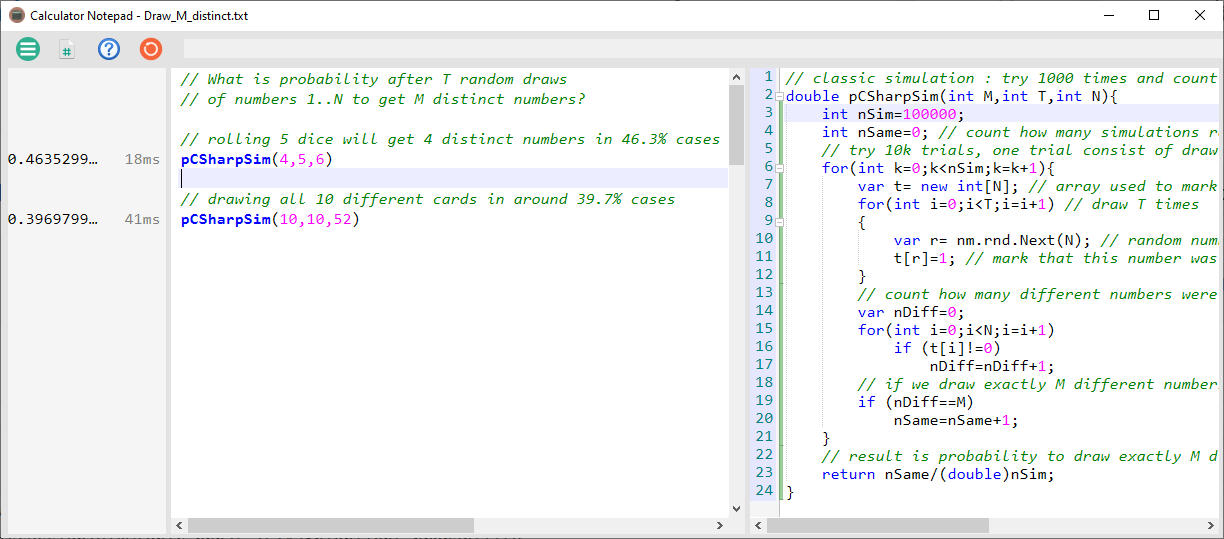 Calculator Notepad - Draw_M_distinct.txt
// What is probability after T random draws
// of numbers 1..N to get M distinct numbers?
// rolling 5 dice will get 4 distinct numbers in 46.3% cases
0.4635299… 18ms pCSharpSim(4,5,6)
// drawing all 10 different cards in around 39.7% cases
0.3969799… 41ms pCSharpSim(10,10,52)
1 // classic simulation : try 1000 times and count
2 double pCSharpSim(int M,int T,int N){
3 int nSim=100000;
4 int nSame=0; // count how many simulations r
5 // try 10k trials, one trial consist of draw
6 for(int k=0;k<nSim;k=k+1){
7 var t= new int[N]; // array used to mark
8 for(int i=0;i<T;i=i+1) // draw T times
9 {
10 var r= nm.rnd.Next(N); // random num
11 t[r]=1; // mark that this number was
12 }
13 // count how many different numbers were
14 var nDiff=0;
15 for(int i=0;i<N;i=i+1)
16 if (t[i]!=0)
17 nDiff=nDiff+1;
18 // if we draw exactly M different number
19 if (nDiff==M)
20 nSame=nSame+1;
21 }
22 // result is probability to draw exactly M d
23 return nSame/(double)nSim;
24 }